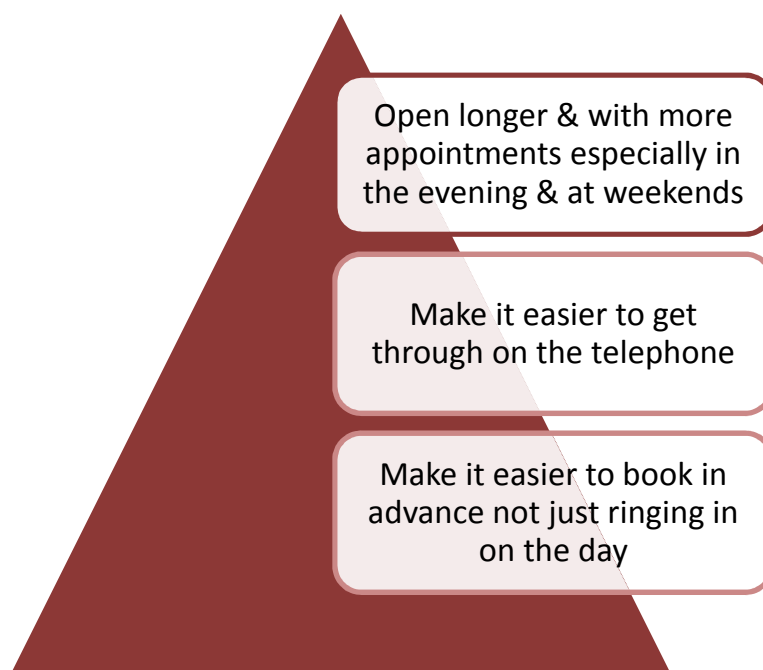 Open longer & with more
appointments especially in
the evening & at weekends
Make it easier to get
through on the telephone
Make it easier to book in
advance not just ringing in
on the day